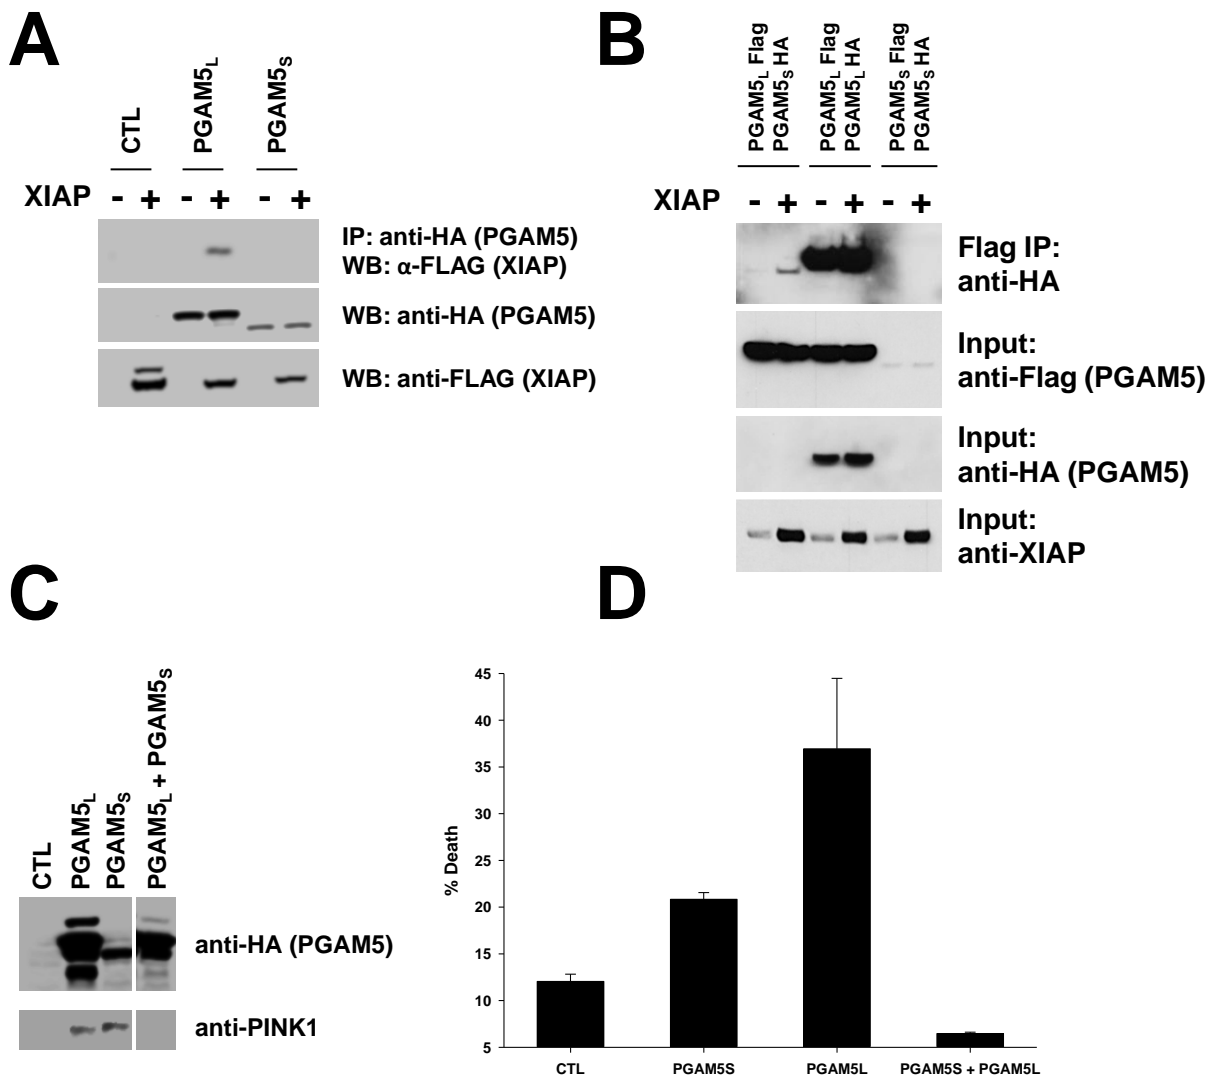 A
CTL
PGAM5L
PGAM5S
XIAP - + - + - +
IP: anti-HA (PGAM5)
WB: α-FLAG (XIAP)
WB: anti-HA (PGAM5)
WB: anti-FLAG (XIAP)
B
PGAM5L Flag
PGAM5S HA
PGAM5L Flag
PGAM5L HA
PGAM5S Flag
PGAM5S HA
XIAP - + - + - +
Flag IP:
anti-HA
Input:
anti-Flag (PGAM5)
Input:
anti-HA (PGAM5)
Input:
anti-XIAP
C
CTL
PGAM5L
PGAM5S
PGAM5L + PGAM5S
anti-HA (PGAM5)
anti-PINK1
D
% Death
45
40
35
30
25
20
15
10
5
CTL PGAM5S PGAM5L PGAM5S + PGAM5L